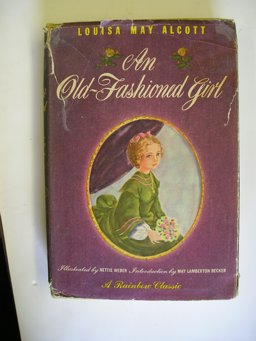 LOUISA MAY ALCOTT
An
Old-Fashioned Girl
Illustrated by NETTIE WEBER Introduction by MAY LAMBERTON BECKER
A Rainbow Classic